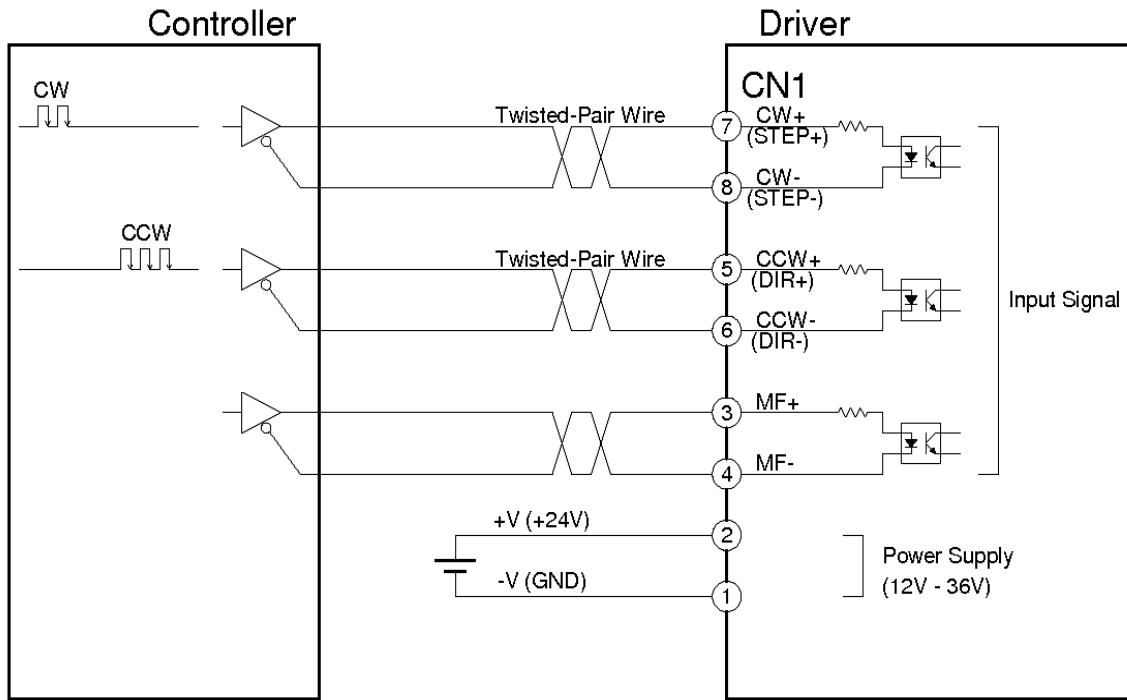 Controller
Driver
CW
CN1
Twisted-Pair Wire
7
CW+
(STEP+)
8
CW-
(STEP-)
CCW
Twisted-Pair Wire
5
CCW+
(DIR+)
6
CCW-
(DIR-)
Input Signal
3
MF+
4
MF-
+V (+24V)
2
-V (GND)
1
Power Supply
(12V - 36V)